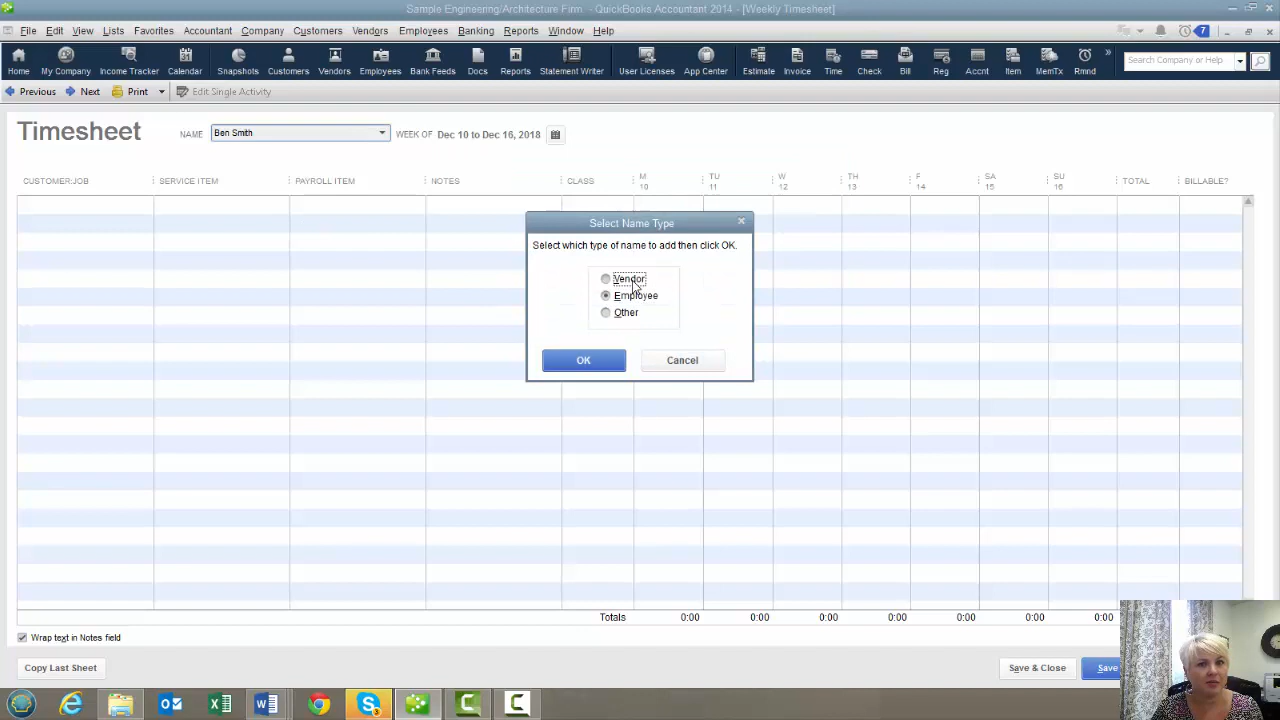 Sample Engineering/Architecture Firm - QuickBooks Accountant 2014 - [Weekly Timesheet]
File Edit View Lists Favorites Accountant Company Customers Vendors Employees Banking Reports Window Help 7
Home My Company Income Tracker Calendar Snapshots Customers Vendors Employees Bank Feeds Docs Reports Statement Writer User Licenses App Center Estimate Invoice Time Check Bill Reg Accnt Item MemTx Rmnd Search Company or Help
Previous Next Print Edit Single Activity
Timesheet NAME Ben Smith WEEK OF Dec 10 to Dec 16, 2018
CUSTOMER:JOB SERVICE ITEM PAYROLL ITEM NOTES CLASS M 10 TU 11 W 12 TH 13 F 14 SA 15 SU 16 TOTAL BILLABLE?
Select Name Type
Select which type of name to add then click OK.
Vendor
Employee
Other
OK Cancel
Totals 0:00 0:00 0:00 0:00 0:00 0:00 0:00
Wrap text in Notes field
Copy Last Sheet Save & Close Save